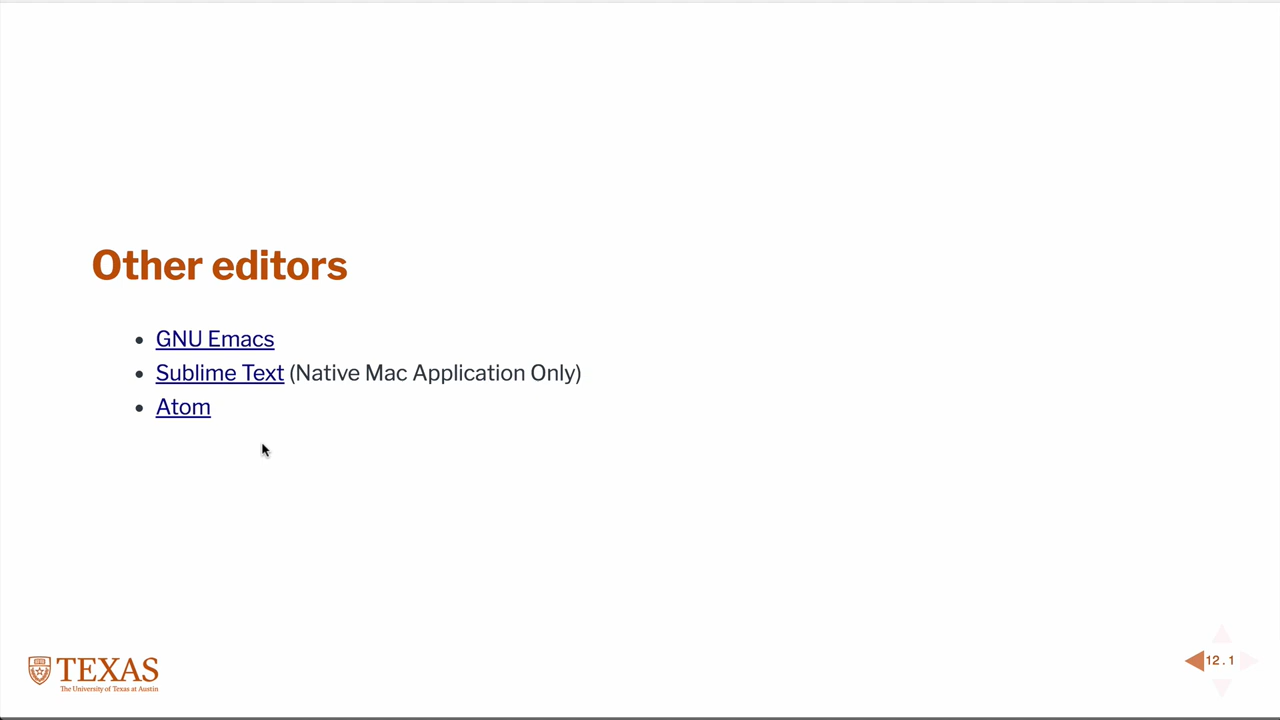 Other editors
GNU Emacs
Sublime Text (Native Mac Application Only)
Atom
TEXAS
The University of Texas at Austin
12.1